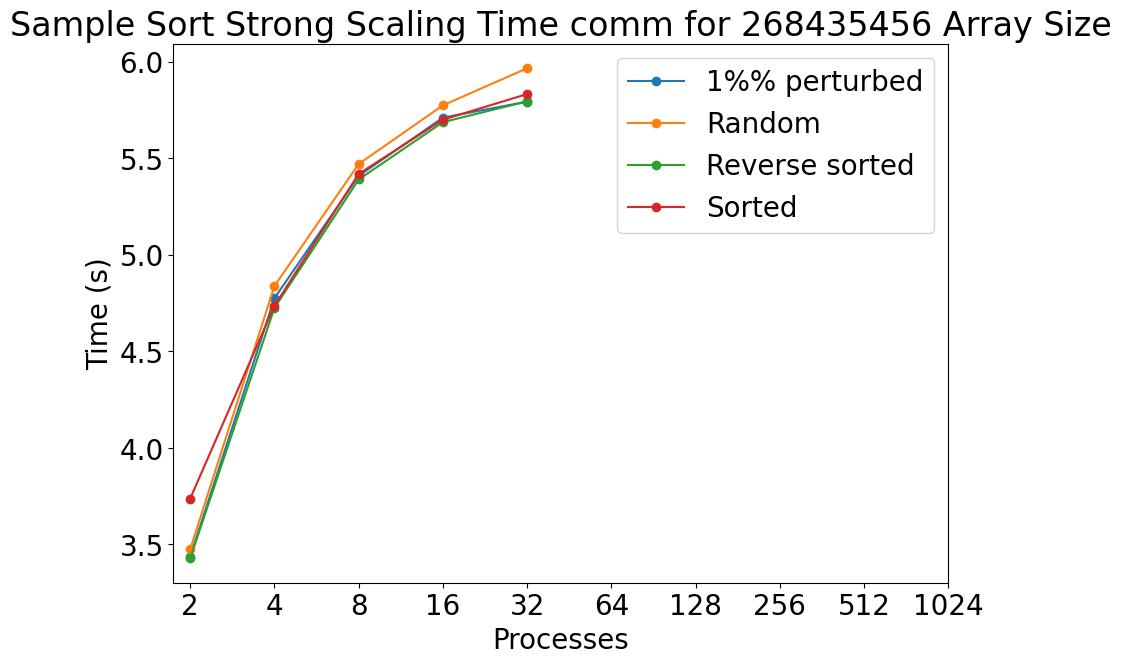 Sample Sort Strong Scaling Time comm for 268435456 Array Size
6.0
5.5
5.0
4.5
4.0
3.5
Time (s)
1%% perturbed
Random
Reverse sorted
Sorted
2 4 8 16 32 64 128 256 512 1024
Processes